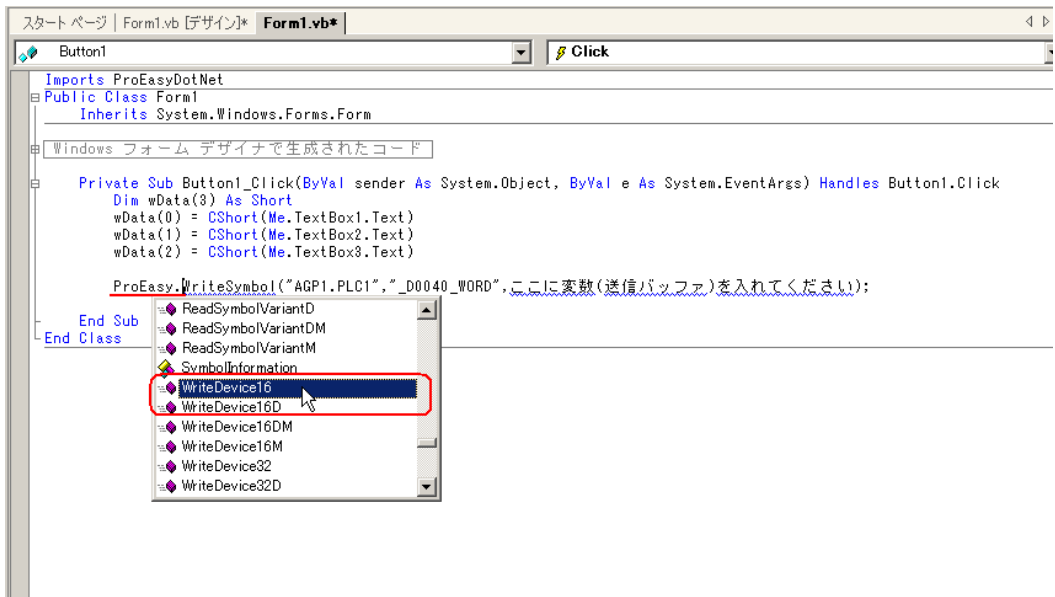 スタート ページ | Form1.vb [デザイン]* Form1.vb*
Button1 Click
Imports ProEasyDotNet
Public Class Form1
Inherits System.Windows.Forms.Form
Windows フォーム デザイナで生成されたコード
Private Sub Button1_Click(ByVal sender As System.Object, ByVal e As System.EventArgs) Handles Button1.Click
Dim wData(3) As Short
wData(0) = CShort(Me.TextBox1.Text)
wData(1) = CShort(Me.TextBox2.Text)
wData(2) = CShort(Me.TextBox3.Text)
ProEasy.WriteSymbol("AGP1.PLC1","_D0040_WORD",ここに変数(送信バッファ)を入れてください);
ReadSymbolVariantD
End Sub
ReadSymbolVariantDM
End Class
ReadSymbolVariantM
SymbolInformation
WriteDevice16
WriteDevice16D
WriteDevice16DM
WriteDevice16M
WriteDevice32
WriteDevice32D